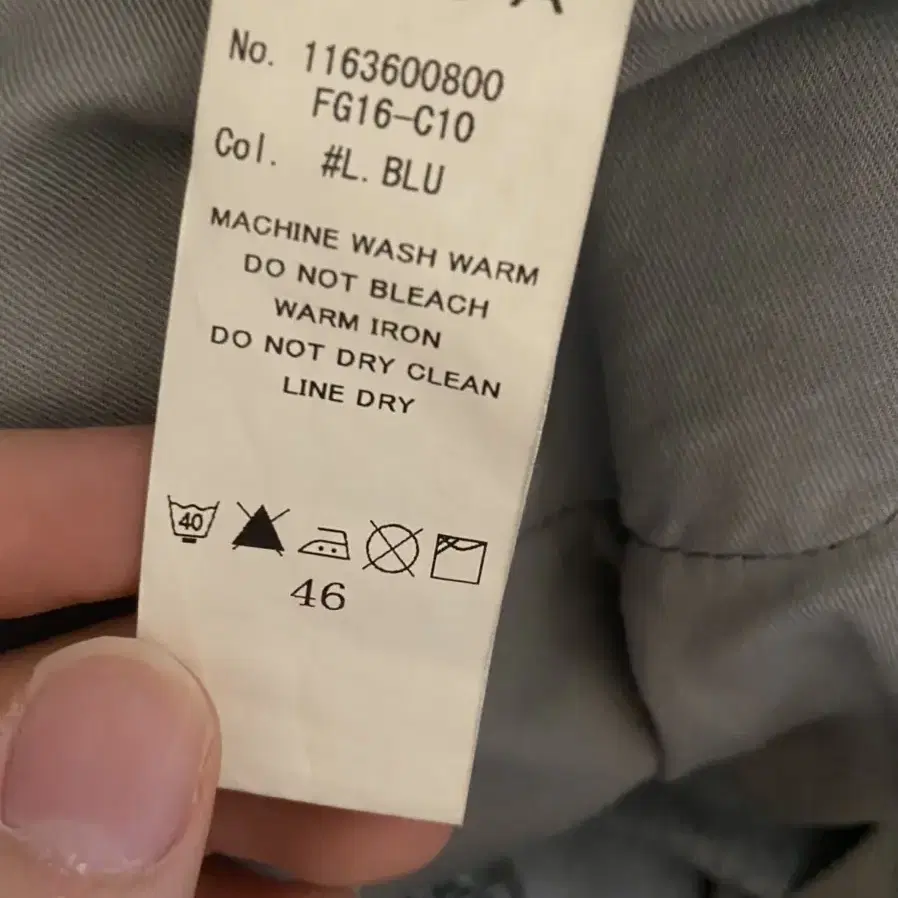 No. 1163600800
FG16-C10
Col. #L. BLU
MACHINE WASH WARM
DO NOT BLEACH
WARM IRON
DO NOT DRY CLEAN
LINE DRY
40
46